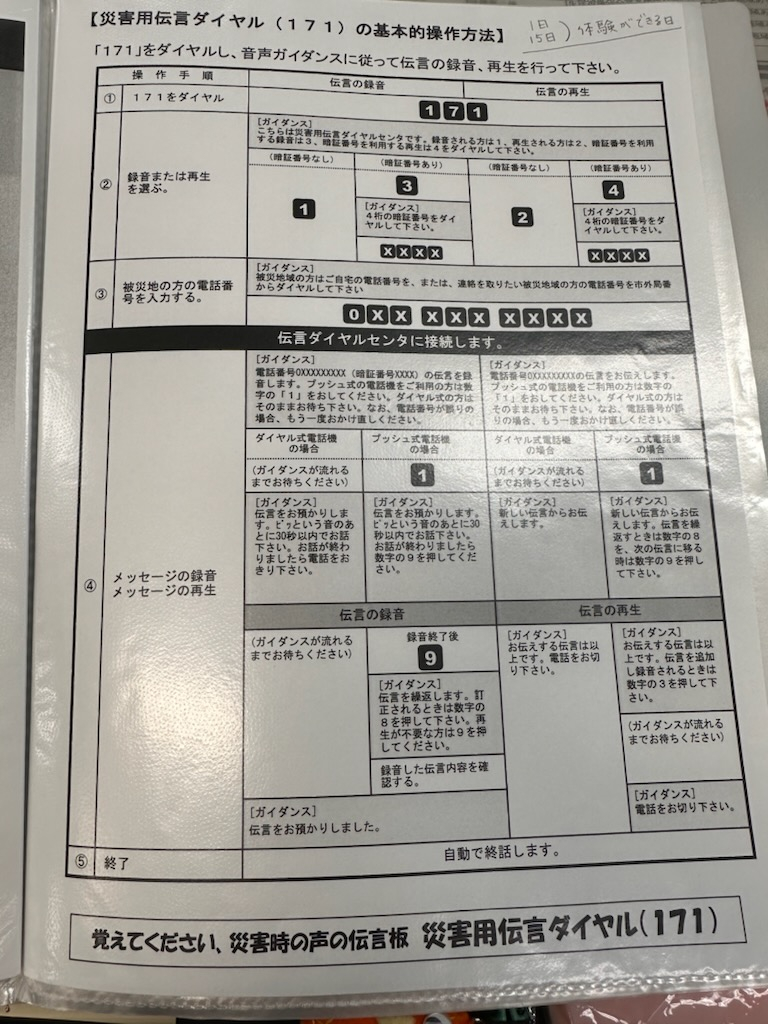 【災害用伝言ダイヤル（171）の基本的操作方法】
1日
15日
) 体験ができる日
「171」をダイヤルし、音声ガイダンスに従って伝言の録音、再生を行って下さい。
操作手順
伝言の録音
伝言の再生
① 171をダイヤル
1 7 1
② 録音または再生
を選ぶ。
[ガイダンス]
こちらは災害用伝言ダイヤルセンタです。録音される方は1、再生される方は2、暗証番号を利用
する録音は3、暗証番号を利用する再生は4をダイヤルして下さい。
(暗証番号なし)
1
(暗証番号あり)
3
[ガイダンス]
4桁の暗証番号をダイ
ヤルして下さい。
X X X X
(暗証番号なし)
2
(暗証番号あり)
4
[ガイダンス]
4桁の暗証番号をダ
イヤルして下さい。
X X X X
③ 被災地の方の電話番
号を入力する。
[ガイダンス]
被災地域の方はご自宅の電話番号を、または、連絡を取りたい被災地域の方の電話番号を市外局番
からダイヤルして下さい
0 X X X X X X X X X
伝言ダイヤルセンタに接続します。
④ メッセージの録音
メッセージの再生
[ガイダンス]
電話番号0XXXXXXXXX（暗証番号XXXX）の伝言を録
音します。プッシュ式の電話機をご利用の方は数
字の「1」をおしてください。ダイヤル式の方は
そのままお待ち下さい。なお、電話番号が誤りの
場合、もう一度おかけ直しください。
[ガイダンス]
電話番号0XXXXXXXXXの伝言をお伝えします。
プッシュ式の電話機をご利用の方は数字の
「1」をおしてください。ダイヤル式の方は
そのままお待ち下さい。なお、電話番号が誤
りの場合、もう一度おかけ直しください。
ダイヤル式電話機
の場合
プッシュ式電話機
の場合
ダイヤル式電話機
の場合
プッシュ式電話機
の場合
(ガイダンスが流れる
までお待ちください)
1
(ガイダンスが流れる
までお待ちください)
1
[ガイダンス]
伝言をお預かりしま
す。ピッという音のあ
とに30秒以内でお話
下さい。お話が終わ
りましたら電話をお
きり下さい。
[ガイダンス]
伝言をお預かりします。
ピッという音のあとに30
秒以内でお話下さい。
お話が終わりましたら
数字の9を押してくだ
さい。
[ガイダンス]
新しい伝言からお伝
えします。
[ガイダンス]
新しい伝言からお伝
えします。伝言を繰
返すときは数字の8
を、次の伝言に移る
時は数字の9を押し
て下さい。
伝言の録音
伝言の再生
(ガイダンスが流れる
までお待ちください)
録音終了後
9
[ガイダンス]
伝言を繰返します。訂
正されるときは数字の
8を押して下さい。再
生が不要な方は9を押
してください。
録音した伝言内容を確
認する。
[ガイダンス]
お伝えする伝言は以
上です。電話をお切
り下さい。
[ガイダンス]
お伝えする伝言は以
上です。伝言を追加
し録音されるときは
数字の3を押して下
さい。
(ガイダンスが流れる
までお待ちください)
[ガイダンス]
電話をお切り下さい。
[ガイダンス]
伝言をお預かりしました。
⑤ 終了
自動で終話します。
覚えてください、災害時の声の伝言板 災害用伝言ダイヤル(171)